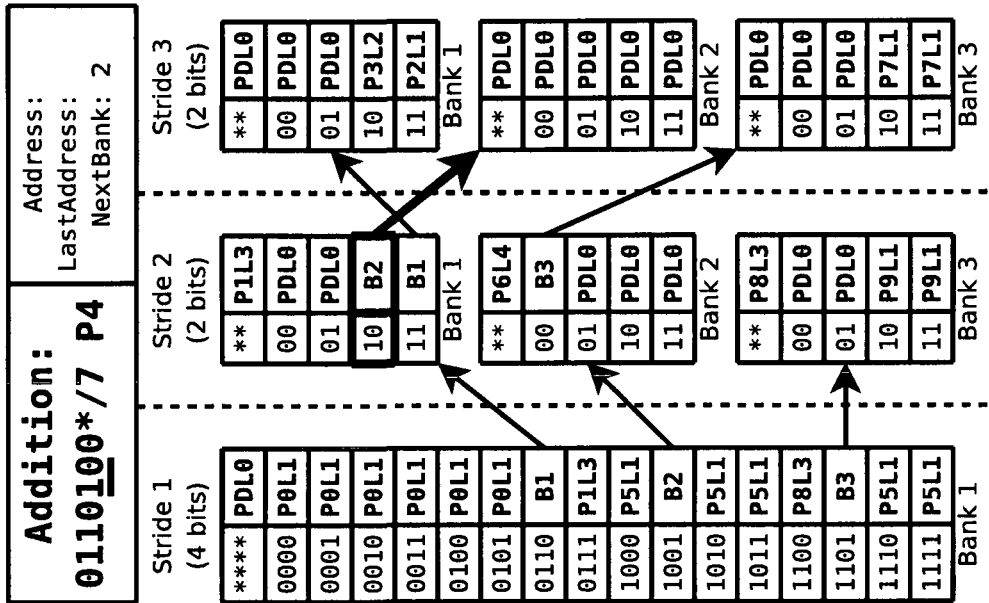 Addition:
0110100*/7 P4
Address:
LastAddress:
NextBank: 2
Stride 1
(4 bits)
**** PDL0
0000 P0L1
0001 P0L1
0010 P0L1
0011 P0L1
0100 P0L1
0101 P0L1
0110 B1
0111 P1L3
1000 P5L1
1001 B2
1010 P5L1
1011 P5L1
1100 P8L3
1101 B3
1110 P5L1
1111 P5L1
Bank 1
Stride 2
(2 bits)
** P1L3
00 PDL0
01 PDL0
10 B2
11 B1
Bank 1
** P6L4
00 B3
01 PDL0
10 PDL0
11 PDL0
Bank 2
** P8L3
00 PDL0
01 PDL0
10 P9L1
11 P9L1
Bank 3
Stride 3
(2 bits)
** PDL0
00 PDL0
01 PDL0
10 P3L2
11 P2L1
Bank 1
** PDL0
00 PDL0
01 PDL0
10 PDL0
11 PDL0
Bank 2
** PDL0
00 PDL0
01 PDL0
10 P7L1
11 P7L1
Bank 3